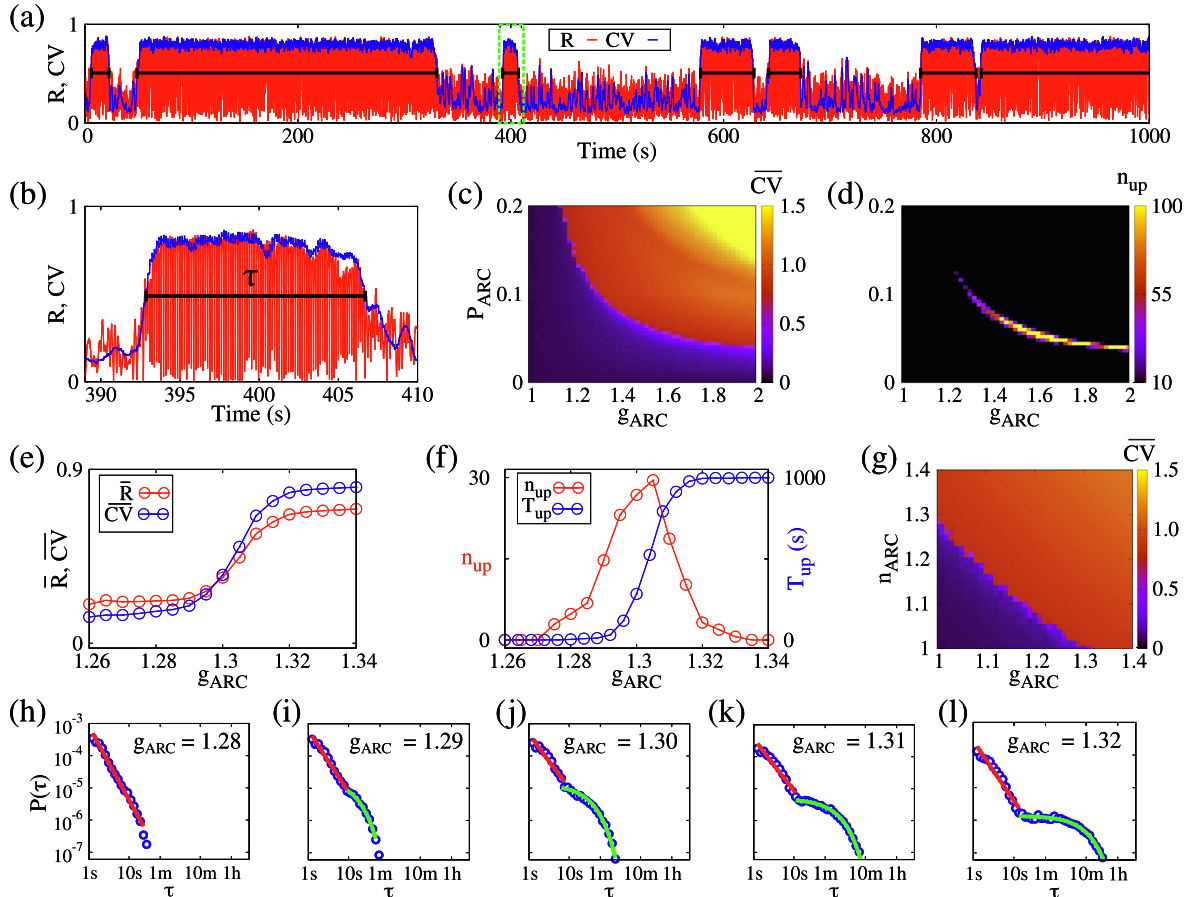 (a)
R, CV
1
0
R CV
0 200 400 600 800 1000
Time (s)
(b)
R, CV
1
0
τ
390 395 400 405 410
Time (s)
(c)
P_ARC
0.2
0.1
0
1 1.2 1.4 1.6 1.8 2
g_ARC
C̅V̅
1.5
1.0
0.5
0
(d)
0.2
0.1
0
1 1.2 1.4 1.6 1.8 2
g_ARC
n_up
100
55
10
(e)
R̅, C̅V̅
0.9
0
R̅
C̅V̅
1.26 1.28 1.3 1.32 1.34
g_ARC
(f)
n_up
30
0
n_up
T_up
1000
0
T_up (s)
1.26 1.28 1.3 1.32 1.34
g_ARC
(g)
n_ARC
1.4
1.3
1.2
1.1
1
1 1.1 1.2 1.3 1.4
g_ARC
C̅V̅
1.5
1.0
0.5
0
(h)
P(τ)
10⁻³
10⁻⁴
10⁻⁵
10⁻⁶
10⁻⁷
g_ARC = 1.28
1s 10s 1m 10m 1h
τ
(i)
g_ARC = 1.29
1s 10s 1m 10m 1h
τ
(j)
g_ARC = 1.30
1s 10s 1m 10m 1h
τ
(k)
g_ARC = 1.31
1s 10s 1m 10m 1h
τ
(l)
g_ARC = 1.32
1s 10s 1m 10m 1h
τ